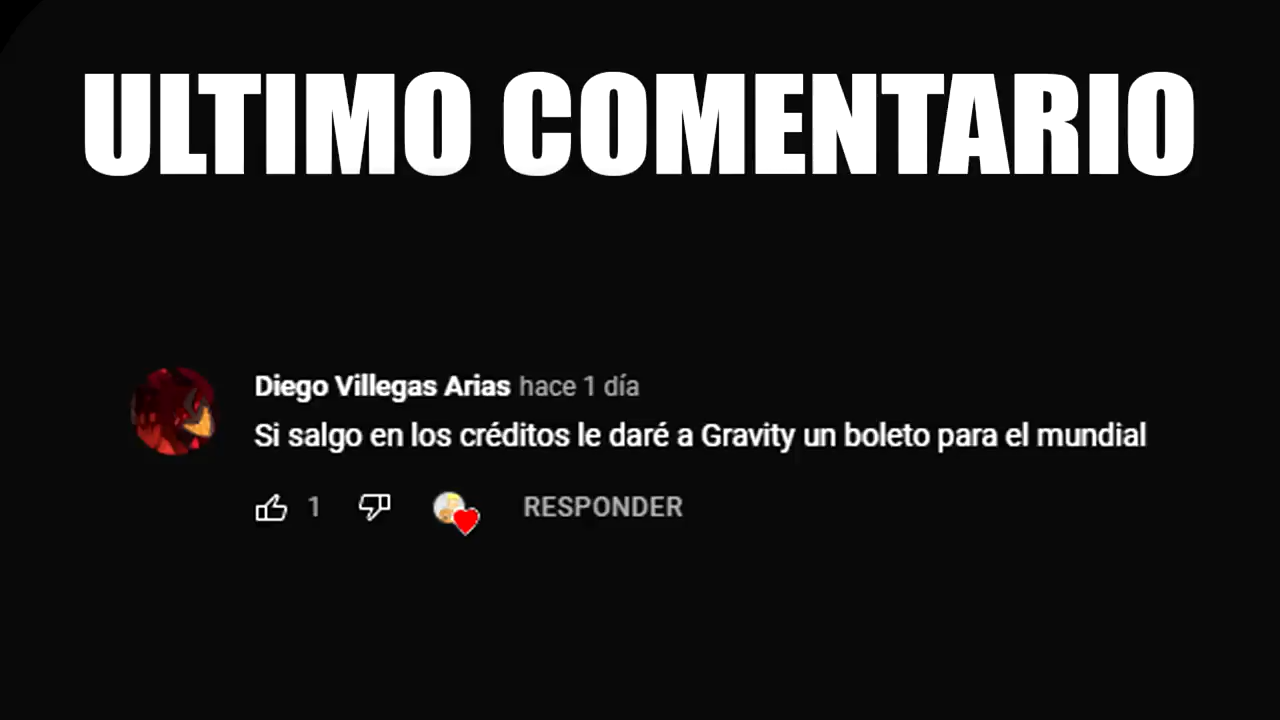 ULTIMO COMENTARIO
Diego Villegas Arias hace 1 día
Si salgo en los créditos le daré a Gravity un boleto para el mundial
1 RESPONDER